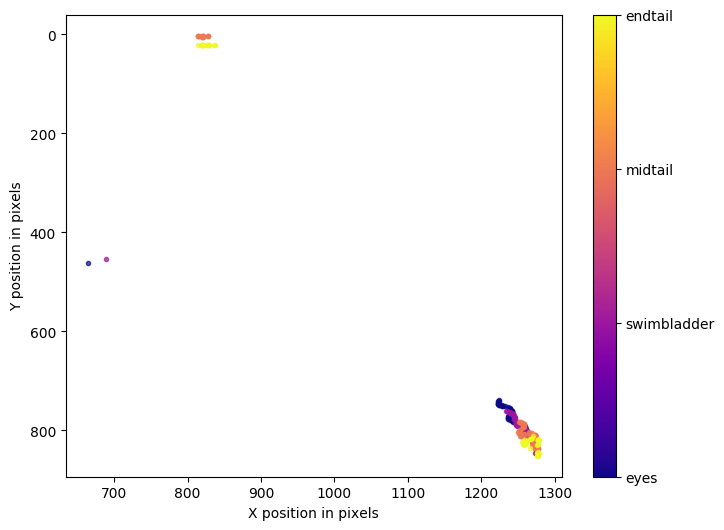 0
200
400
600
800
Y position in pixels
700
800
900
1000
1100
1200
1300
X position in pixels
endtail
midtail
swimbladder
eyes